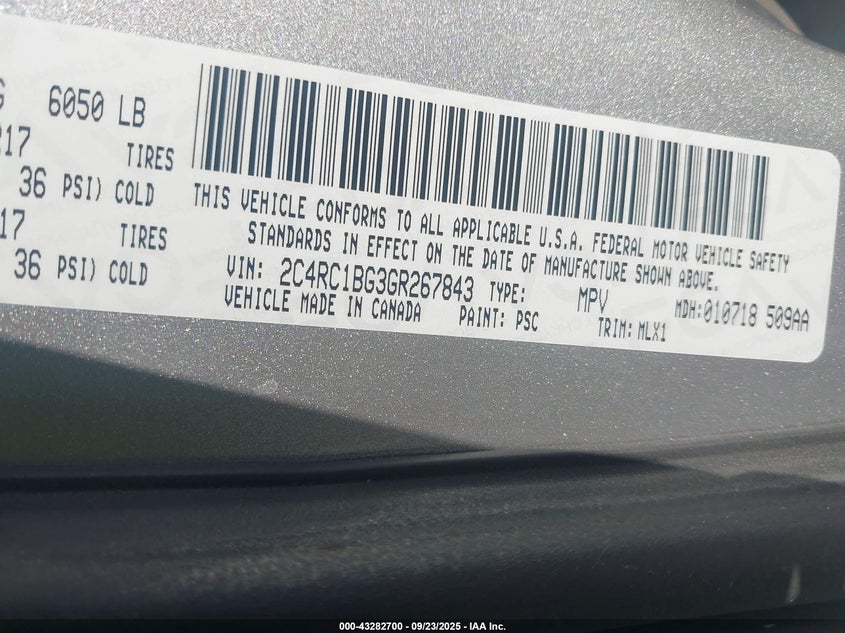 6050 LB
17
TIRES
36 PSI) COLD
17
TIRES
36 PSI) COLD
THIS VEHICLE CONFORMS TO ALL APPLICABLE U.S.A. FEDERAL MOTOR VEHICLE SAFETY
STANDARDS IN EFFECT ON THE DATE OF MANUFACTURE SHOWN ABOVE.
VIN: 2C4RC1BG3GR267843 TYPE: MPV MDH:010718 509AA
VEHICLE MADE IN CANADA PAINT: PSC TRIM: MLX1
000-43282700 - 09/23/2025 - IAA Inc.